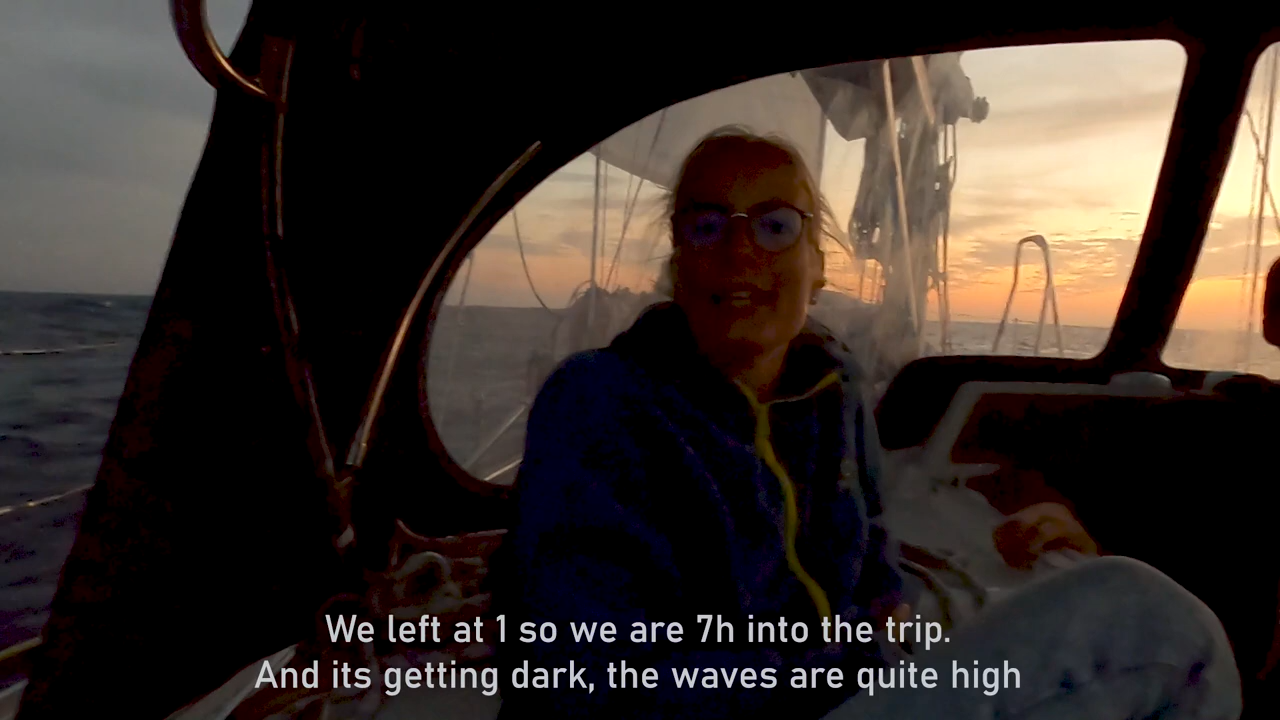 We left at 1 so we are 7h into the trip.
And its getting dark, the waves are quite high